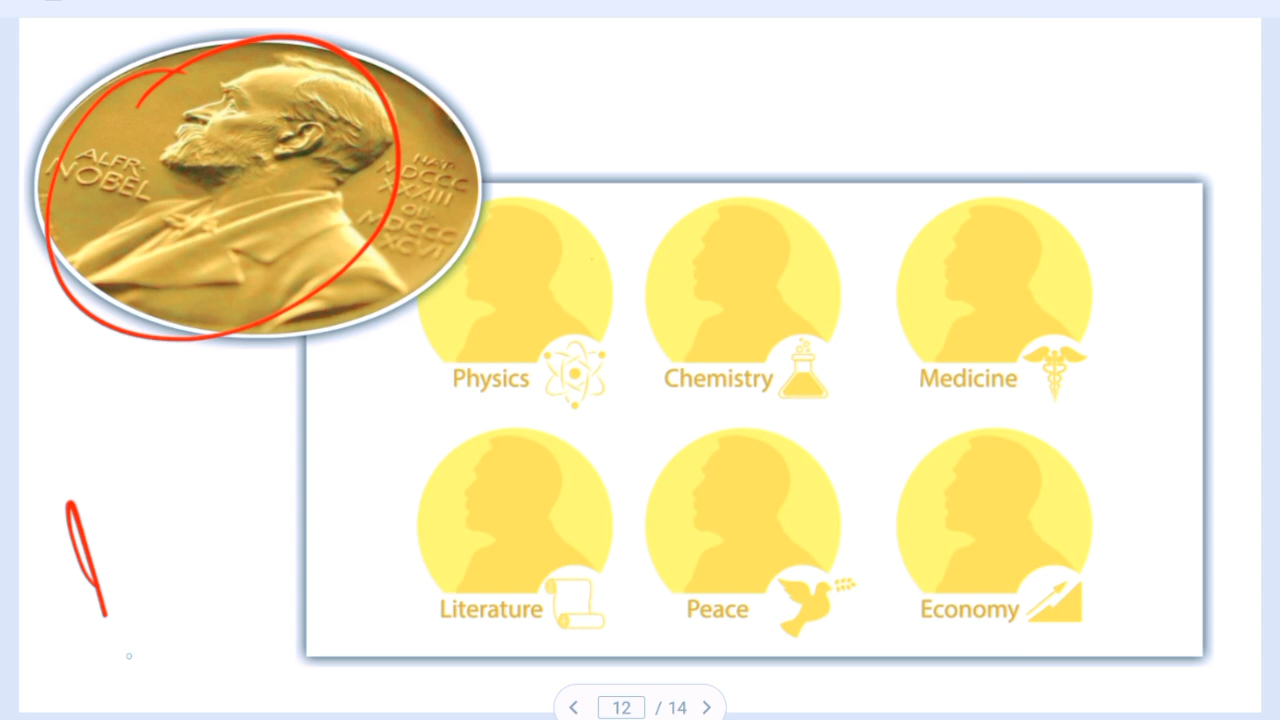 ALFR·
NOBEL
NAT·
MDCCC
XXXIII
OB·
MDCCC
XCVI
Physics
Chemistry
Medicine
Literature
Peace
Economy
12 / 14